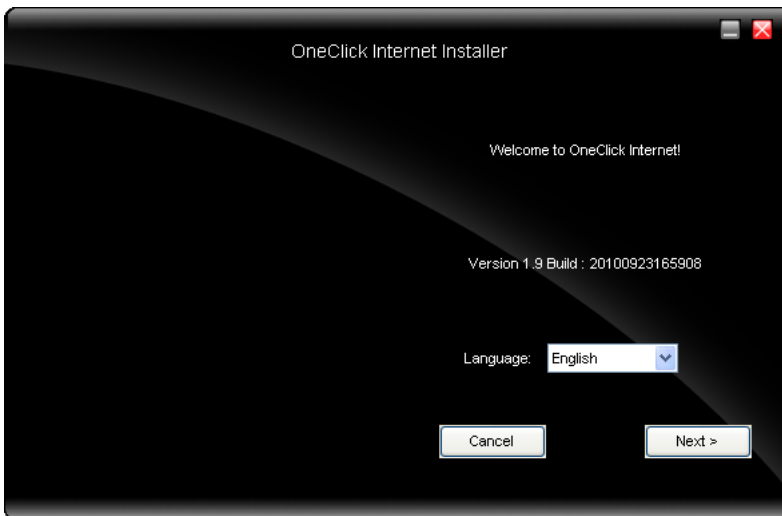 OneClick Internet Installer
Welcome to OneClick Internet!
Version 1.9 Build : 20100923165908
Language: English
Cancel Next >